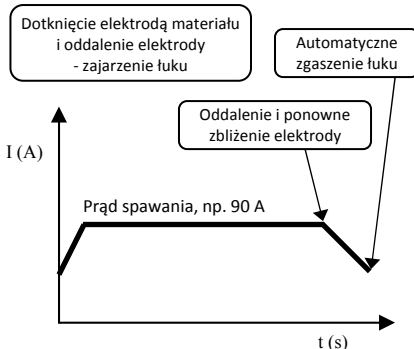 Dotknięcie elektrodą materiału
i oddalenie elektrody
- zajarzenie łuku
Automatyczne
zgaszenie łuku
Oddalenie i ponowne
zbliżenie elektrody
I (A)
Prąd spawania, np. 90 A
t (s)